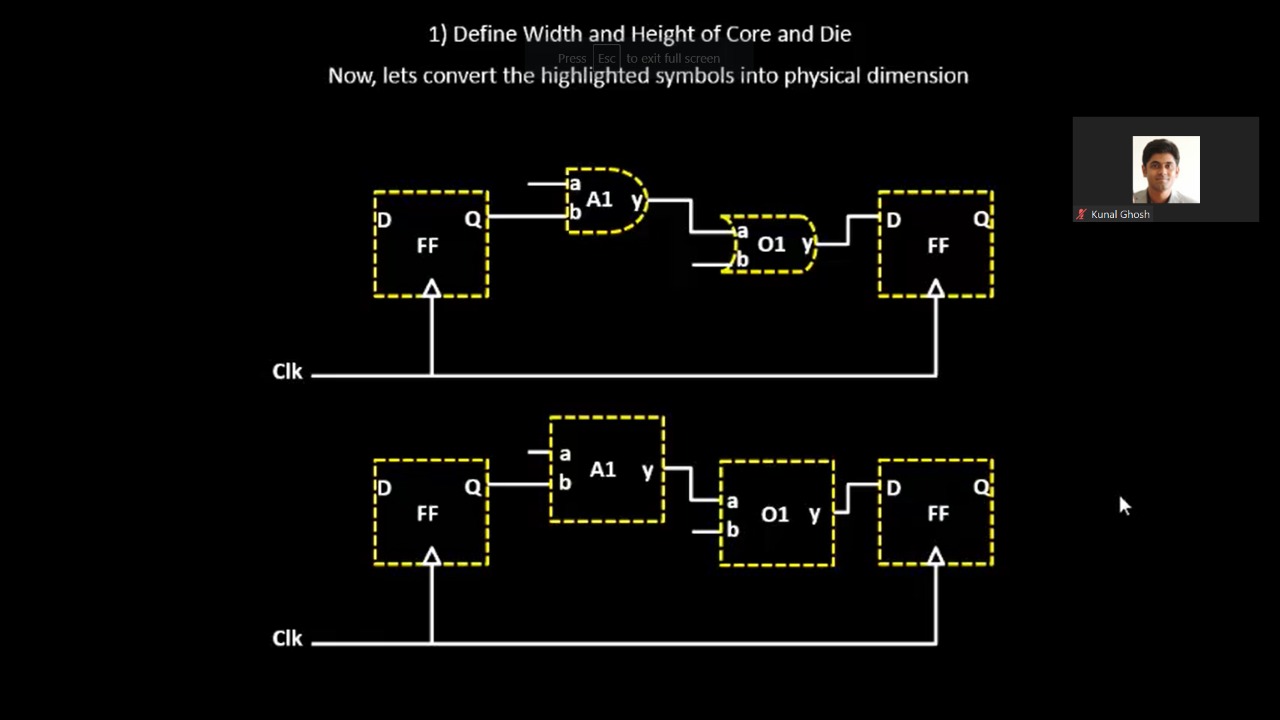 1) Define Width and Height of Core and Die
Press Esc to exit full screen
Now, lets convert the highlighted symbols into physical dimension
Kunal Ghosh
a
A1
y
b
D
Q
FF
a
O1
y
b
D
Q
FF
Clk
a
A1
y
b
D
Q
FF
a
O1
y
b
D
Q
FF
Clk